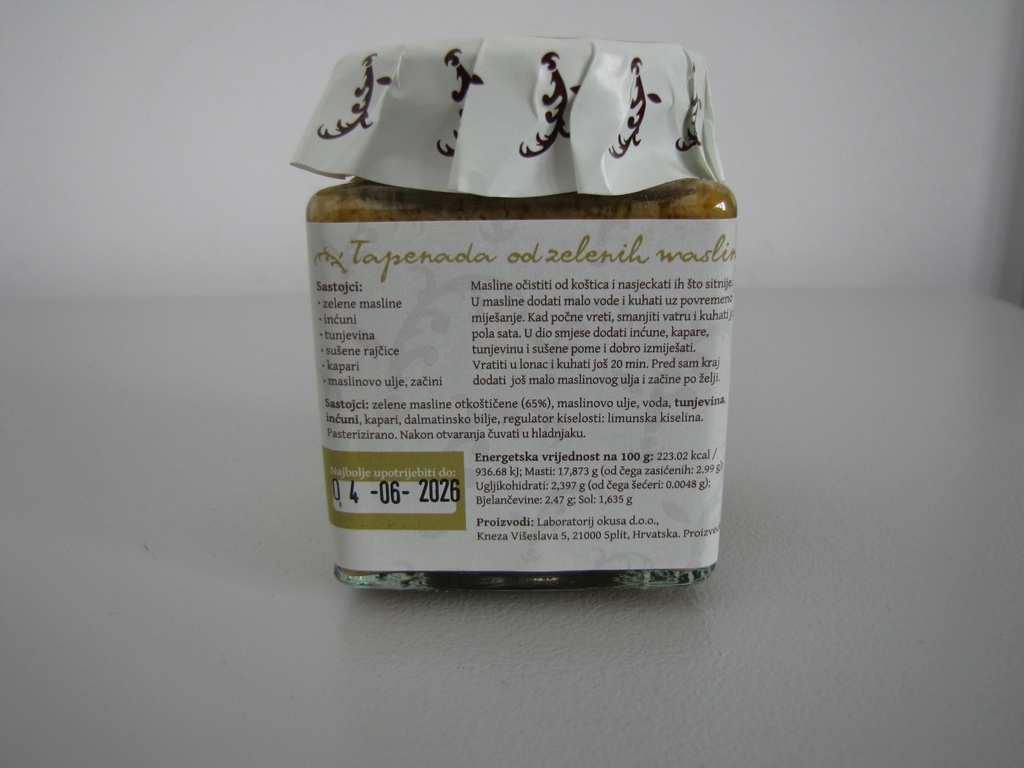 Tapenada od zelenih maslin
Sastojci:
· zelene masline
· inćuni
· tunjevina
· sušene rajčice
· kapari
· maslinovo ulje, začini
Masline očistiti od koštica i nasjeckati ih što sitnije.
U masline dodati malo vode i kuhati uz povremeno
miješanje. Kad počne vreti, smanjiti vatru i kuhati
pola sata. U dio smjese dodati inćune, kapare,
tunjevinu i sušene pome i dobro izmiješati.
Vratiti u lonac i kuhati još 20 min. Pred sam kraj
dodati još malo maslinovog ulja i začine po želji.
Sastojci: zelene masline otkoštičene (65%), maslinovo ulje, voda, tunjevina,
inćuni, kapari, dalmatinsko bilje, regulator kiselosti: limunska kiselina.
Pasterizirano. Nakon otvaranja čuvati u hladnjaku.
Najbolje upotrijebiti do:
04-06-2026
Energetska vrijednost na 100 g: 223.02 kcal /
936.68 kJ; Masti: 17,873 g (od čega zasićenih: 2.99 g);
Ugljikohidrati: 2,397 g (od čega šećeri: 0.0048 g);
Bjelančevine: 2.47 g; Sol: 1,635 g
Proizvodi: Laboratorij okusa d.o.o.,
Kneza Višeslava 5, 21000 Split, Hrvatska.